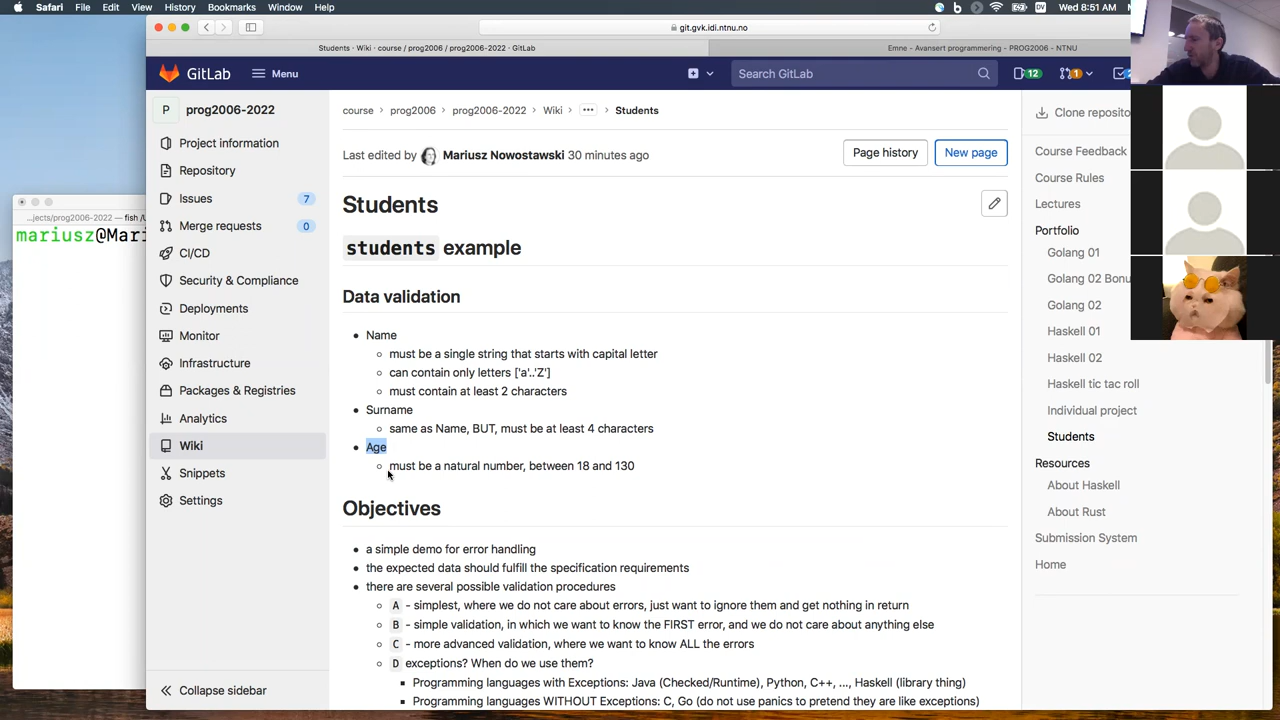 Safari File Edit View History Bookmarks Window Help
DV Wed 8:51 AM
git.gvk.idi.ntnu.no
Students · Wiki · course / prog2006 / prog2006-2022 · GitLab
Emne - Avansert programmering - PROG2006 - NTNU
GitLab Menu
Search GitLab
12
1
P prog2006-2022
Project information
Repository
Issues 7
Merge requests 0
CI/CD
Security & Compliance
Deployments
Monitor
Infrastructure
Packages & Registries
Analytics
Wiki
Snippets
Settings
Collapse sidebar
...jects/prog2006-2022 — fish
mariusz@Mari
course › prog2006 › prog2006-2022 › Wiki › ··· › Students
Last edited by Mariusz Nowostawski 30 minutes ago
Page history
New page
Students
students example
Data validation
• Name
◦ must be a single string that starts with capital letter
◦ can contain only letters ['a'..'Z']
◦ must contain at least 2 characters
• Surname
◦ same as Name, BUT, must be at least 4 characters
• Age
◦ must be a natural number, between 18 and 130
Objectives
• a simple demo for error handling
• the expected data should fulfill the specification requirements
• there are several possible validation procedures
◦ A - simplest, where we do not care about errors, just want to ignore them and get nothing in return
◦ B - simple validation, in which we want to know the FIRST error, and we do not care about anything else
◦ C - more advanced validation, where we want to know ALL the errors
◦ D exceptions? When do we use them?
▪ Programming languages with Exceptions: Java (Checked/Runtime), Python, C++, ..., Haskell (library thing)
▪ Programming languages WITHOUT Exceptions: C, Go (do not use panics to pretend they are like exceptions)
Clone reposito
Course Feedback
Course Rules
Lectures
Portfolio
Golang 01
Golang 02 Bonu
Golang 02
Haskell 01
Haskell 02
Haskell tic tac roll
Individual project
Students
Resources
About Haskell
About Rust
Submission System
Home